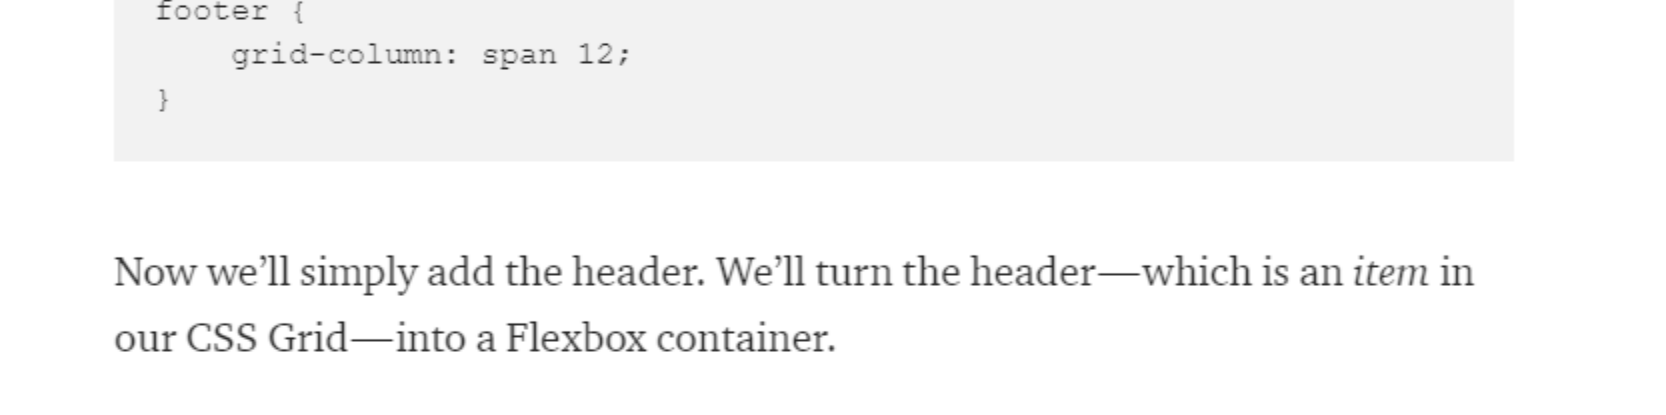 footer {
    grid-column: span 12;
}
Now we’ll simply add the header. We’ll turn the header—which is an item in
our CSS Grid—into a Flexbox container.